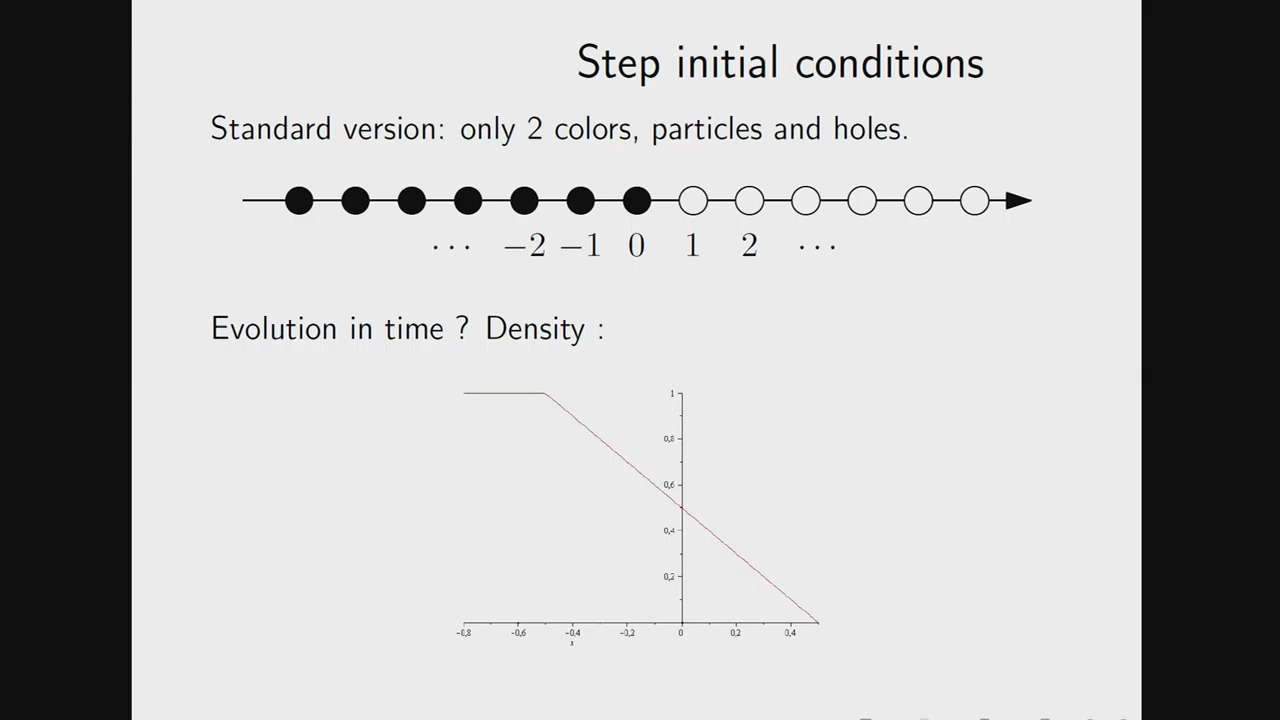 Step initial conditions
Standard version: only 2 colors, particles and holes.
··· −2 −1 0 1 2 ···
Evolution in time ? Density :
1
0,8
0,6
0,4
0,2
−0,8 −0,6 −0,4 −0,2 0 0,2 0,4
x